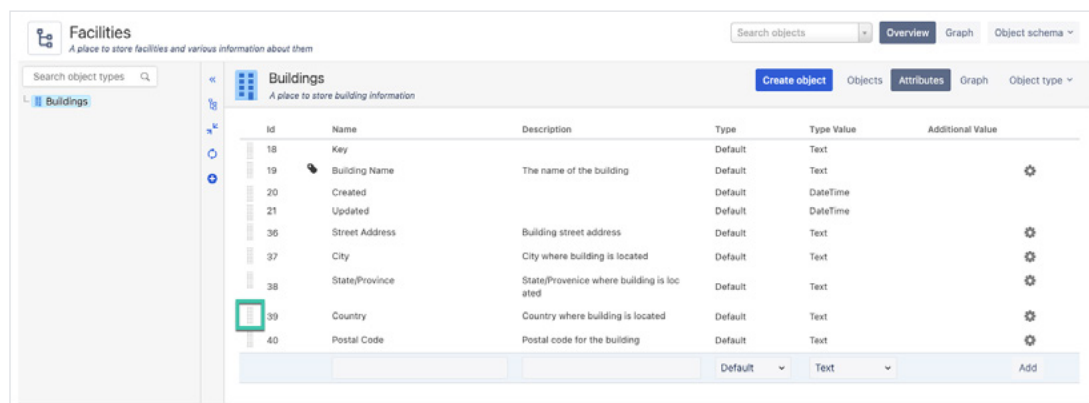 Facilities
A place to store facilities and various information about them
Search objects
Overview
Graph
Object schema
Search object types
Buildings
Buildings
A place to store building information
Create object
Objects
Attributes
Graph
Object type
Id Name Description Type Type Value Additional Value
18 Key Default Text
19 Building Name The name of the building Default Text
20 Created Default DateTime
21 Updated Default DateTime
36 Street Address Building street address Default Text
37 City City where building is located Default Text
38 State/Province State/Provenice where building is loc Default Text
ated
39 Country Country where building is located Default Text
40 Postal Code Postal code for the building Default Text
Default Text Add